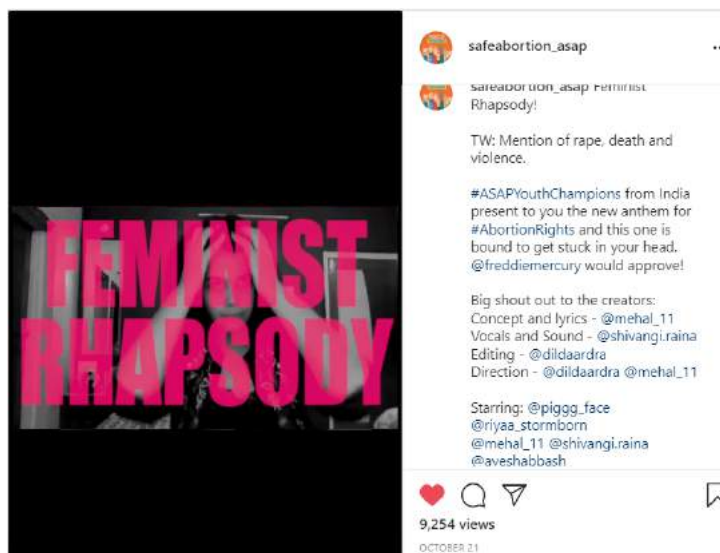 FEMINIST
RHAPSODY
safeabortion_asap
safeabortion_asap Feminist
Rhapsody!
TW: Mention of rape, death and
violence.
#ASAPYouthChampions from India
present to you the new anthem for
#AbortionRights and this one is
bound to get stuck in your head.
@freddiemercury would approve!
Big shout out to the creators:
Concept and lyrics - @mehal_11
Vocals and Sound - @shivangi.raina
Editing - @dildaardra
Direction - @dildaardra @mehal_11
Starring: @piggg_face
@riyaa_stormborn
@mehal_11 @shivangi.raina
@aveshabbash
9,254 views
OCTOBER 21